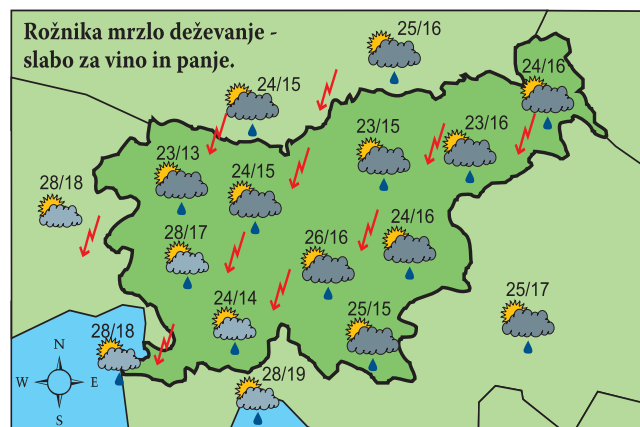 Rožnika mrzlo deževanje -
slabo za vino in panje.
25/16
24/15
24/16
23/15
23/16
23/13
24/15
28/18
28/17
24/16
26/16
24/14
25/15
25/17
28/18
28/19
N
W
E
S